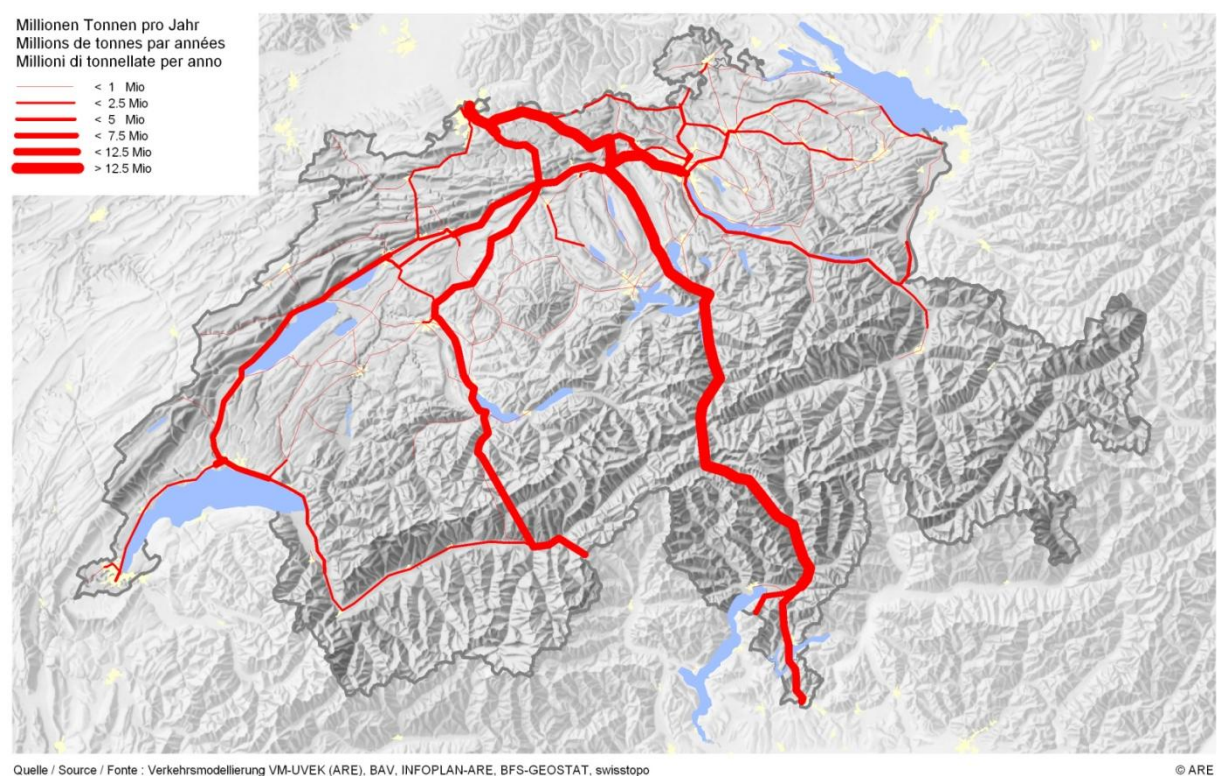 Millionen Tonnen pro Jahr
Millions de tonnes par années
Millioni di tonnellate per anno
< 1 Mio
< 2.5 Mio
< 5 Mio
< 7.5 Mio
< 12.5 Mio
> 12.5 Mio
Quelle / Source / Fonte : Verkehrsmodellierung VM-UVEK (ARE), BAV, INFOPLAN-ARE, BFS-GEOSTAT, swisstopo
© ARE